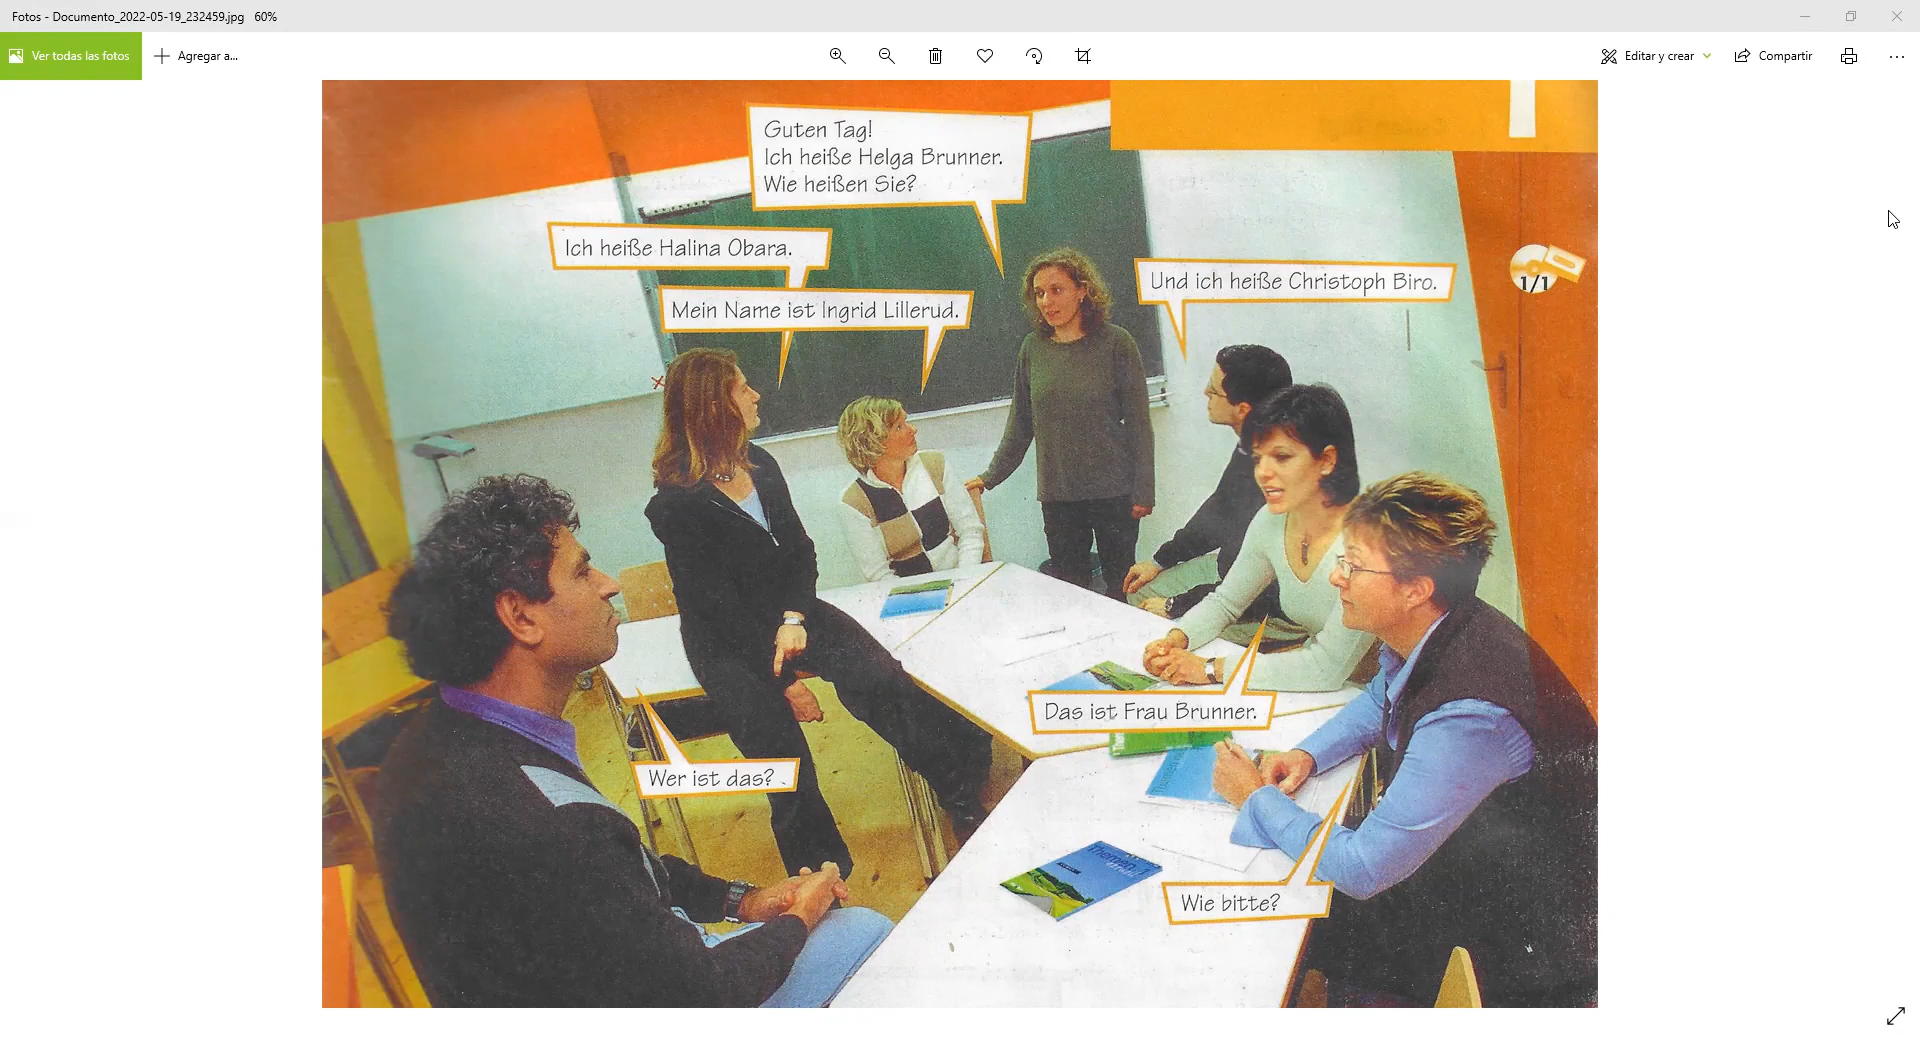 Fotos - Documento_2022-05-19_232459.jpg   60%
Ver todas las fotos
Agregar a...
Editar y crear
Compartir
Guten Tag!
Ich heiße Helga Brunner.
Wie heißen Sie?
Ich heiße Halina Obara.
Mein Name ist Ingrid Lillerud.
Und ich heiße Christoph Biro.
1/1
Das ist Frau Brunner.
Wer ist das?
Themen
Wie bitte?